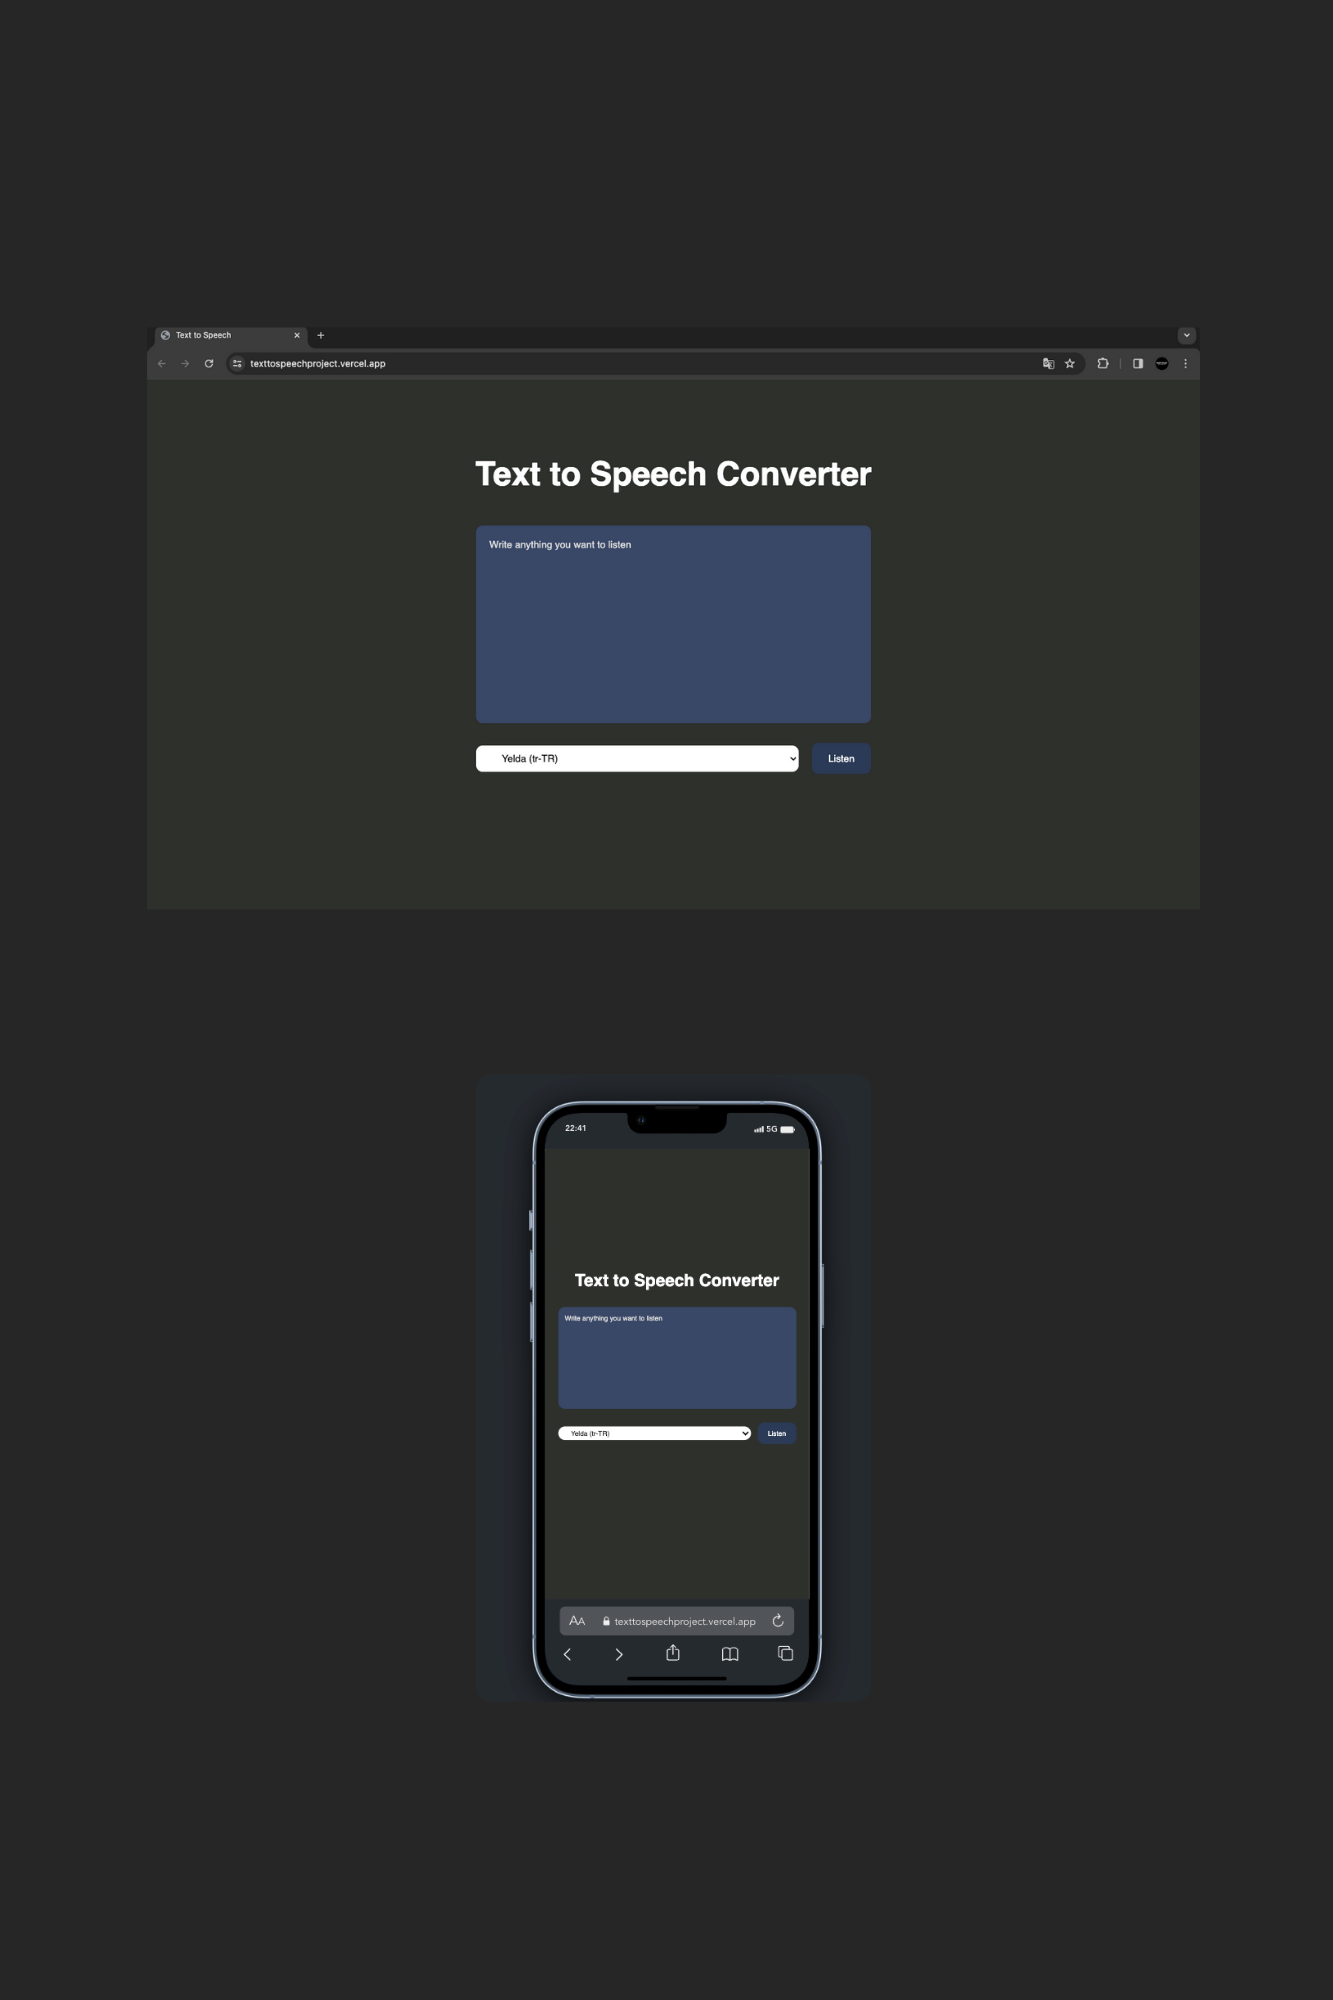 Text to Speech
texttospeechproject.vercel.app
Text to Speech Converter
Write anything you want to listen
Yelda (tr-TR)
Listen
22:41
5G
Text to Speech Converter
Write anything you want to listen
Yelda (tr-TR)
Listen
AA texttospeechproject.vercel.app